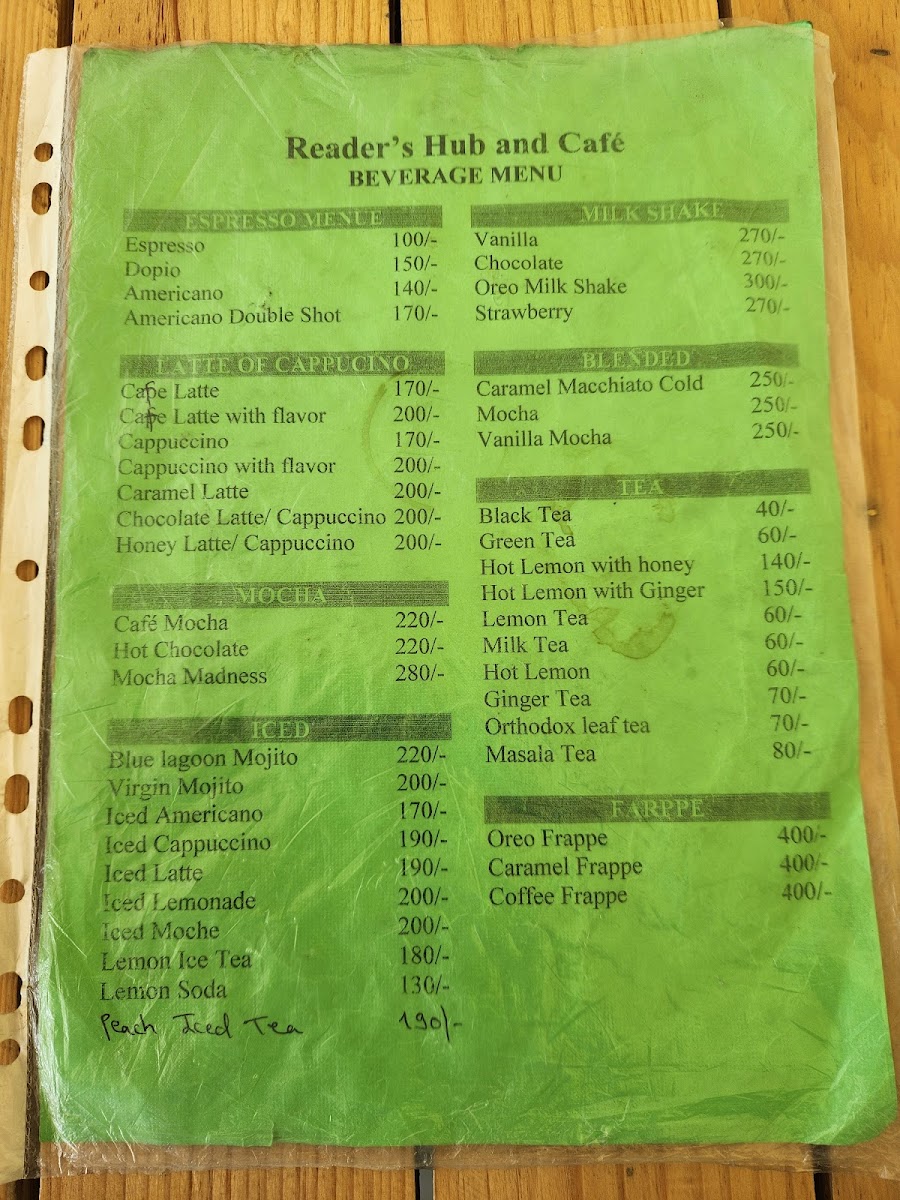 Reader's Hub and Café
BEVERAGE MENU
ESPRESSO MENUE
Espresso 100/-
Dopio 150/-
Americano 140/-
Americano Double Shot 170/-
LATTE OF CAPPUCINO
Cafe Latte 170/-
Cafe Latte with flavor 200/-
Cappuccino 170/-
Cappuccino with flavor 200/-
Caramel Latte 200/-
Chocolate Latte/ Cappuccino 200/-
Honey Latte/ Cappuccino 200/-
MOCHA
Café Mocha 220/-
Hot Chocolate 220/-
Mocha Madness 280/-
ICED
Blue lagoon Mojito 220/-
Virgin Mojito 200/-
Iced Americano 170/-
Iced Cappuccino 190/-
Iced Latte 190/-
Iced Lemonade 200/-
Iced Moche 200/-
Lemon Ice Tea 180/-
Lemon Soda 130/-
Peach Iced Tea 190/-
MILK SHAKE
Vanilla 270/-
Chocolate 270/-
Oreo Milk Shake 300/-
Strawberry 270/-
BLENDED
Caramel Macchiato Cold 250/-
Mocha 250/-
Vanilla Mocha 250/-
TEA
Black Tea 40/-
Green Tea 60/-
Hot Lemon with honey 140/-
Hot Lemon with Ginger 150/-
Lemon Tea 60/-
Milk Tea 60/-
Hot Lemon 60/-
Ginger Tea 70/-
Orthodox leaf tea 70/-
Masala Tea 80/-
FARPPE
Oreo Frappe 400/-
Caramel Frappe 400/-
Coffee Frappe 400/-